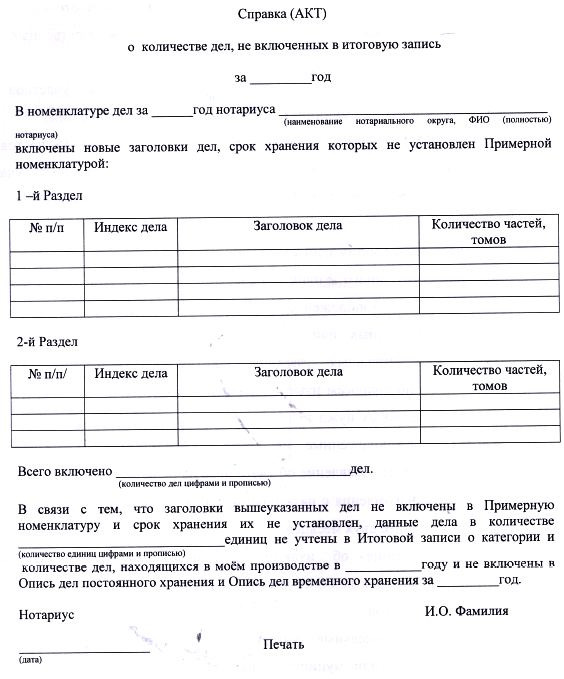 Справка (АКТ)
о количестве дел, не включенных в итоговую запись
за _________год
В номенклатуре дел за ______год нотариуса ______________________
(наименование нотариального округа, ФИО (полностью)
нотариуса)
включены новые заголовки дел, срок хранения которых не установлен Примерной
номенклатурой:
1 –й Раздел
№ п/п Индекс дела Заголовок дела Количество частей,
томов
2-й Раздел
№ п/п/ Индекс дела Заголовок дела Количество частей,
томов
Всего включено __________________________________дел.
(количество дел цифрами и прописью)
В связи с тем, что заголовки вышеуказанных дел не включены в Примерную
номенклатуру и срок хранения их не установлен, данные дела в количестве
______________________________единиц не учтены в Итоговой записи о категории и
(количество единиц цифрами и прописью)
количестве дел, находящихся в моём производстве в ___________году и не включены в
Опись дел постоянного хранения и Опись дел временного хранения за _________год.
Нотариус И.О. Фамилия
Печать
___________________
(дата)